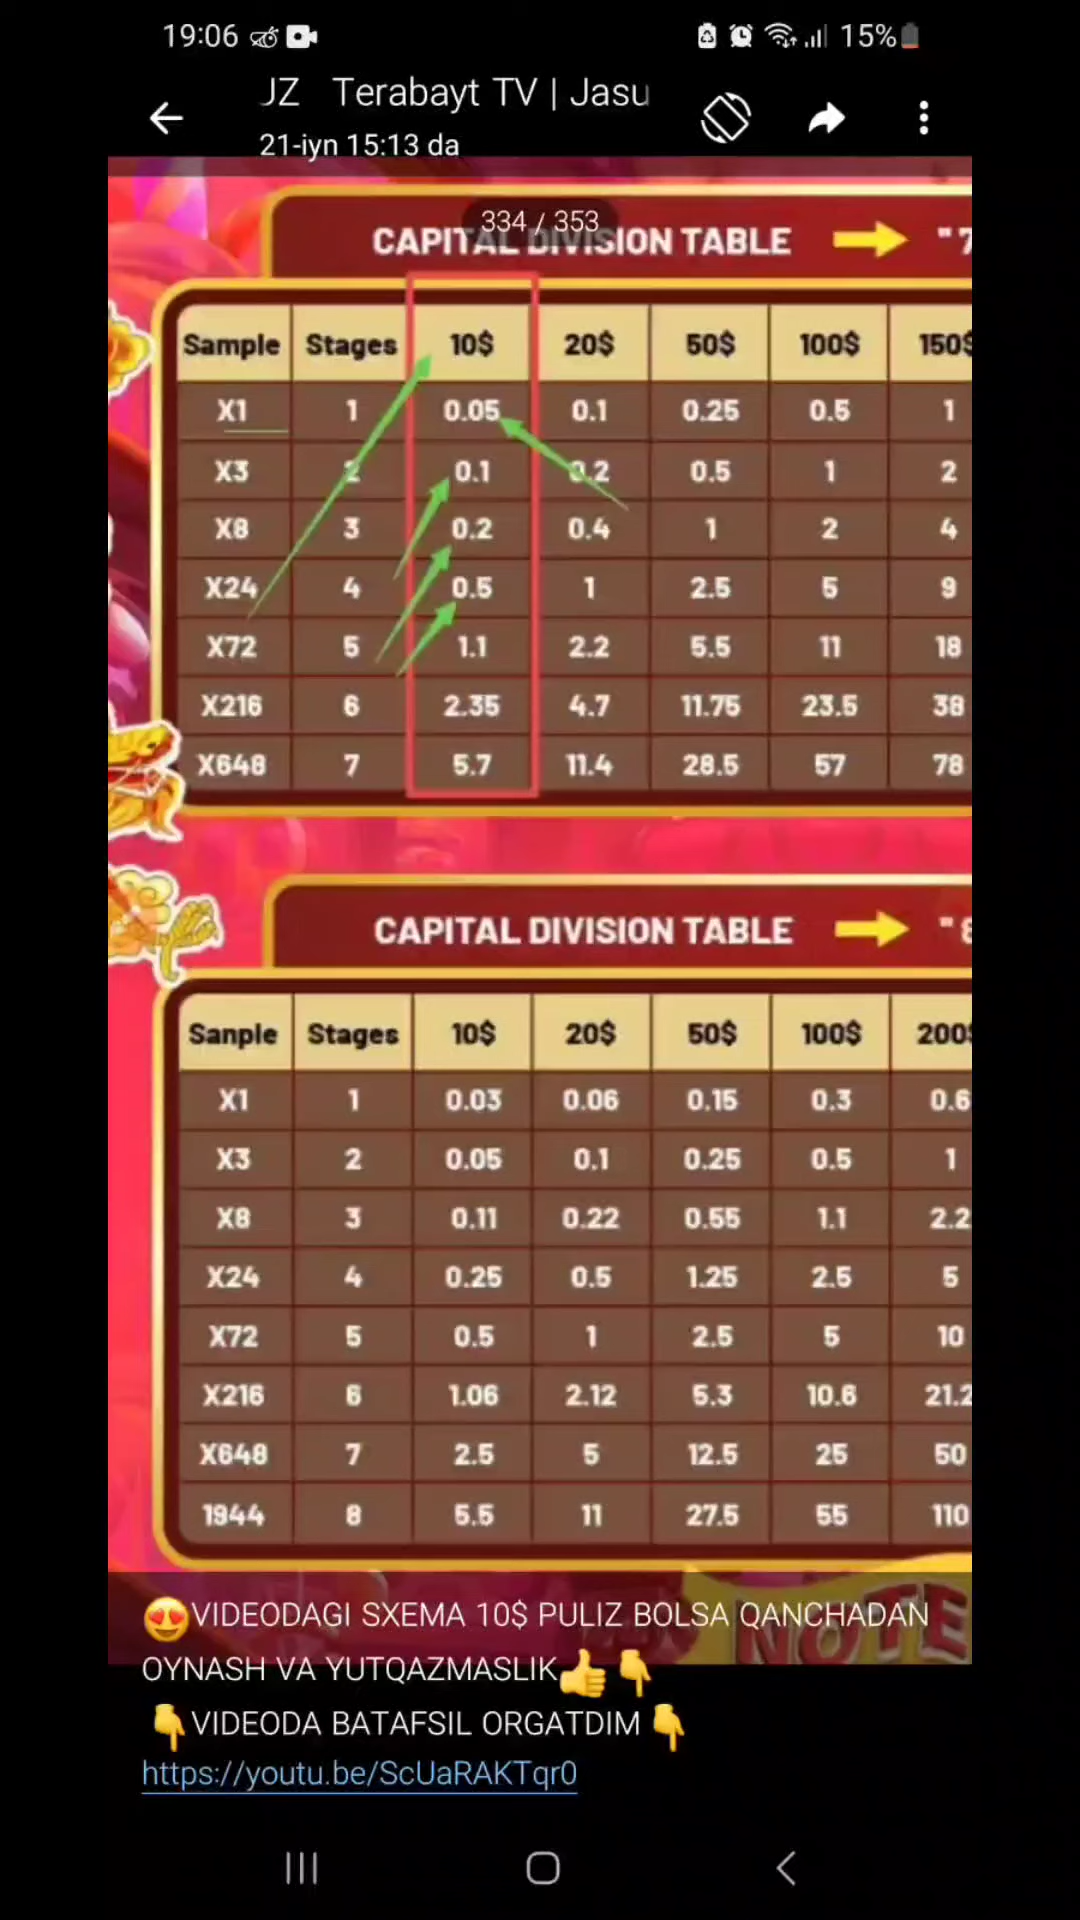 19:06 15%
JZ Terabayt TV | Jasu
21-iyn 15:13 da
334 / 353
CAPITAL DIVISION TABLE "7
Sample Stages 10$ 20$ 50$ 100$ 150$
X1 1 0.05 0.1 0.25 0.5 1
X3 2 0.1 0.2 0.5 1 2
X8 3 0.2 0.4 1 2 4
X24 4 0.5 1 2.5 5 9
X72 5 1.1 2.2 5.5 11 18
X216 6 2.35 4.7 11.75 23.5 38
X648 7 5.7 11.4 28.5 57 78
CAPITAL DIVISION TABLE "8
Sanple Stages 10$ 20$ 50$ 100$ 200$
X1 1 0.03 0.06 0.15 0.3 0.6
X3 2 0.05 0.1 0.25 0.5 1
X8 3 0.11 0.22 0.55 1.1 2.2
X24 4 0.25 0.5 1.25 2.5 5
X72 5 0.5 1 2.5 5 10
X216 6 1.06 2.12 5.3 10.6 21.2
X648 7 2.5 5 12.5 25 50
1944 8 5.5 11 27.5 55 110
NOTE
😍VIDEODAGI SXEMA 10$ PULIZ BOLSA QANCHADAN
OYNASH VA YUTQAZMASLIK👍👇
👇VIDEODA BATAFSIL ORGATDIM👇
https://youtu.be/ScUaRAKTqr0